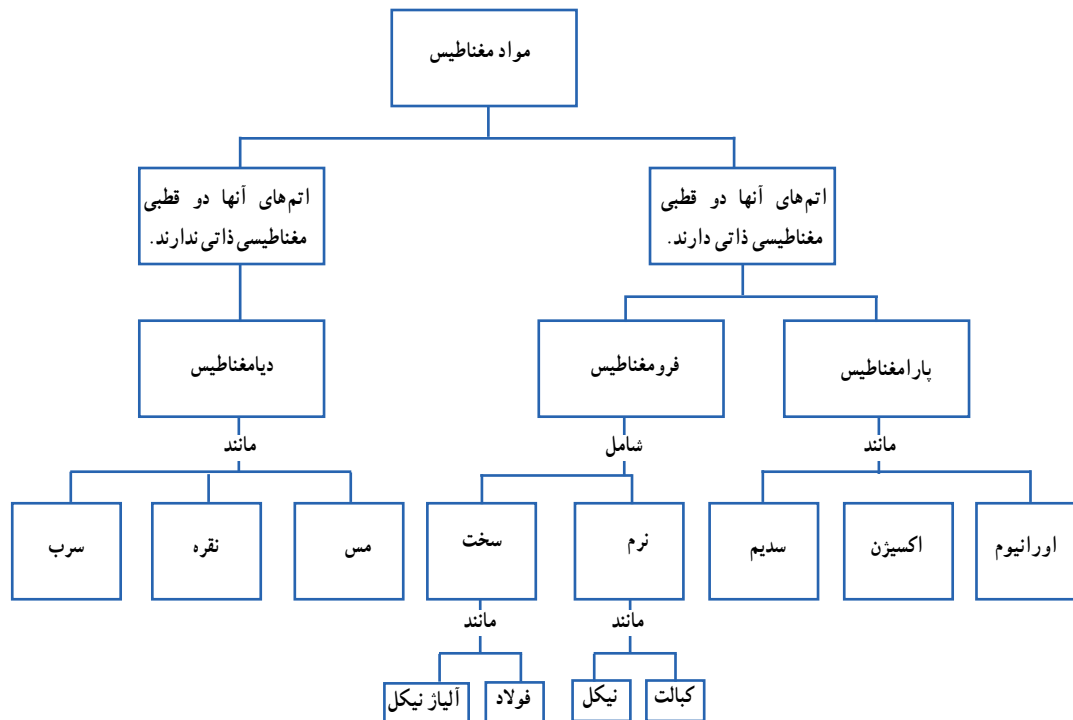 مواد مغناطیس
اتم‌های آنها دو قطبی
مغناطیسی ذاتی دارند.
اتم‌های آنها دو قطبی
مغناطیسی ذاتی ندارند.
پارامغناطیس
فرومغناطیس
دیامغناطیس
مانند
شامل
مانند
اورانیوم
اکسیژن
سدیم
نرم
سخت
مس
نقره
سرب
مانند
مانند
کبالت
نیکل
فولاد
آلیاژ نیکل